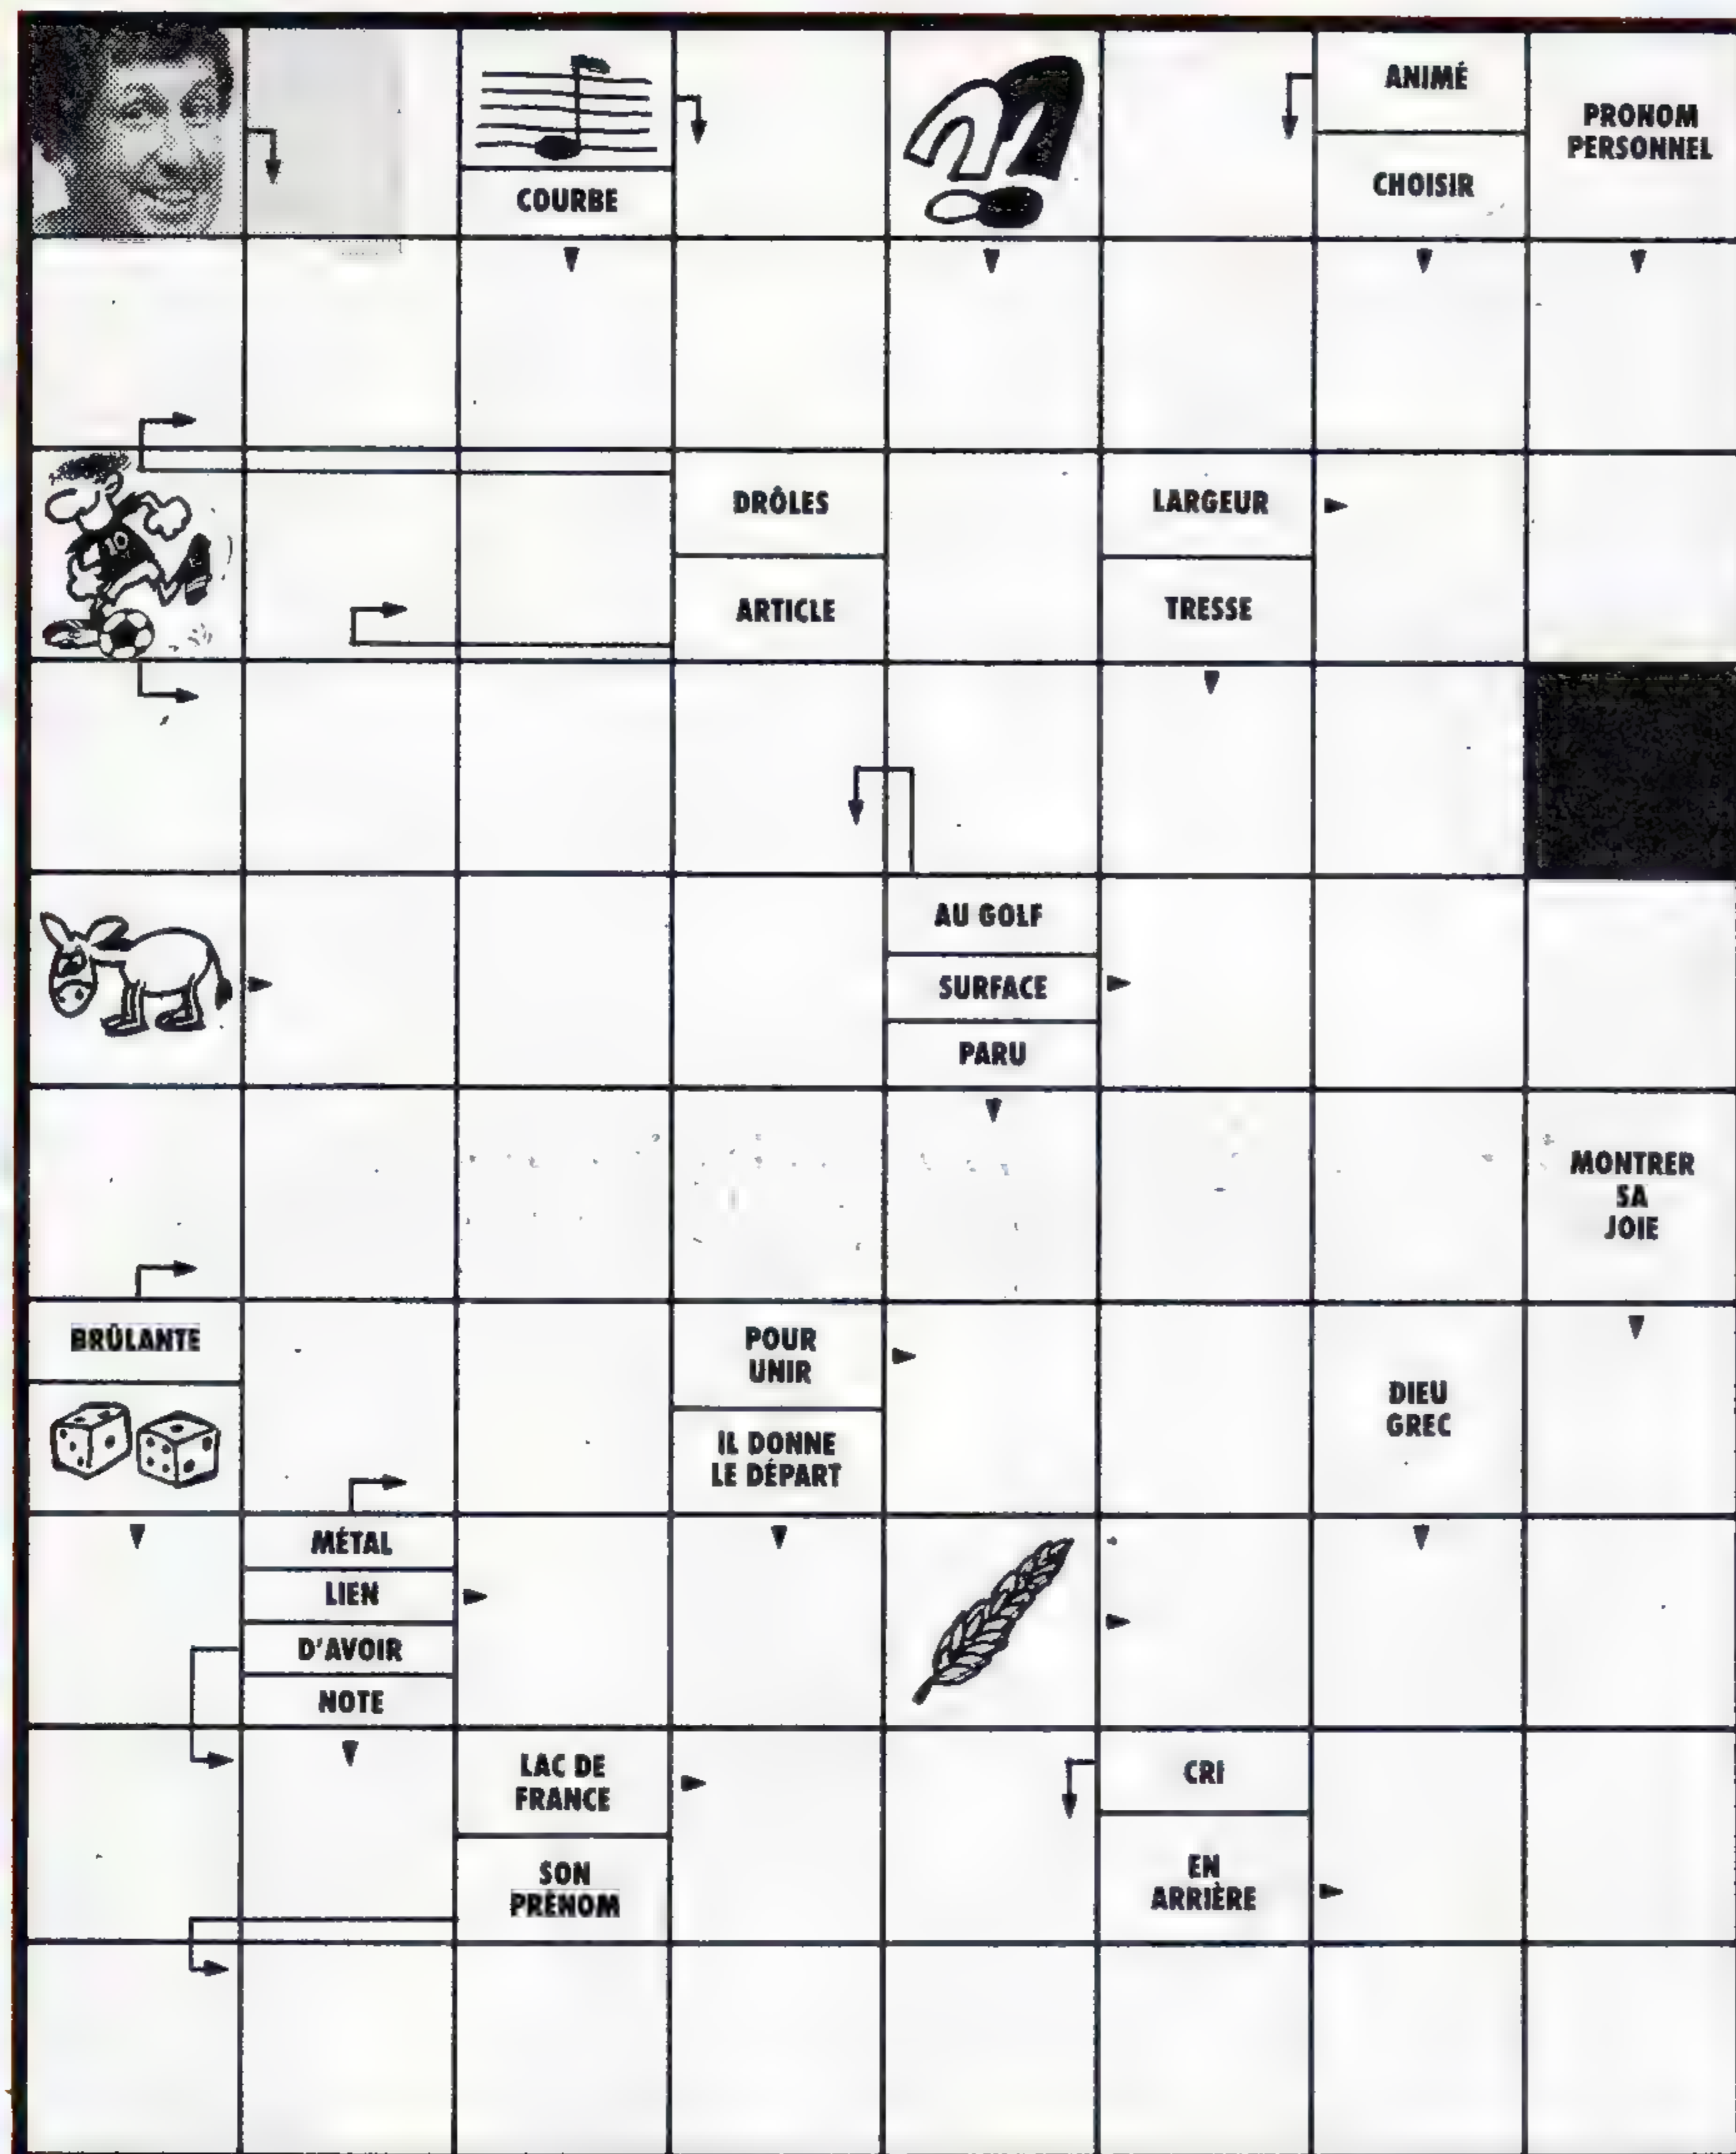 ANIMÉ
CHOISIR
PRONOM
PERSONNEL
COURBE
10
DRÔLES
ARTICLE
LARGEUR
TRESSE
AU GOLF
SURFACE
PARU
MONTRER
SA
JOIE
BRÛLANTE
POUR
UNIR
IL DONNE
LE DÉPART
DIEU
GREC
MÉTAL
LIEN
D'AVOIR
NOTE
LAC DE
FRANCE
SON
PRÉNOM
CRI
EN
ARRIÈRE